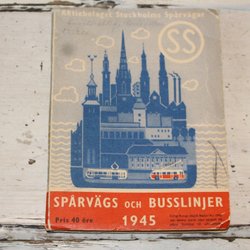 Aktiebolaget Stockholms Spårvägar
SS
SPÅRVÄGS OCH BUSSLINJER
Pris 40 öre
1945